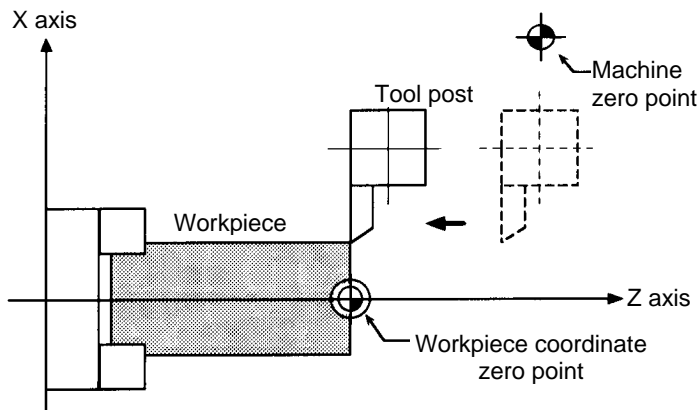 X axis
Machine
zero point
Tool post
Workpiece
Z axis
Workpiece coordinate
zero point